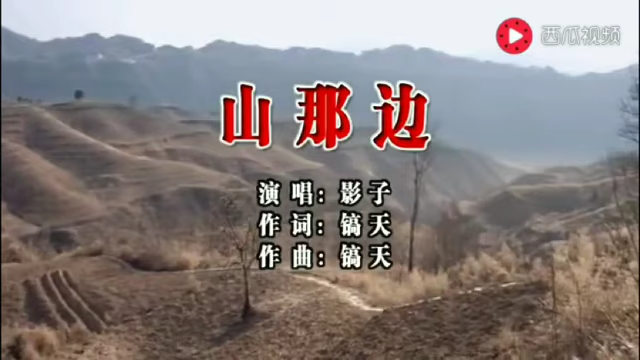 西瓜视频
山那边
演唱：影子
作词：镐天
作曲：镐天